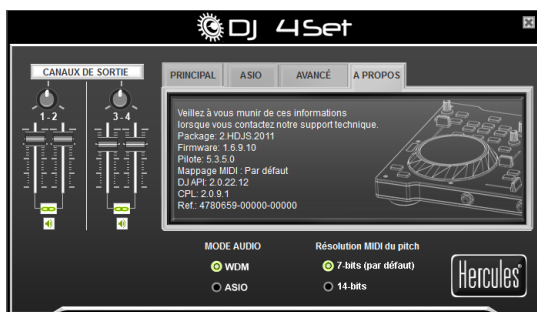 DJ 4Set
CANAUX DE SORTIE
1-2
3-4
PRINCIPAL
ASIO
AVANCÉ
A PROPOS
Veillez à vous munir de ces informations
lorsque vous contactez notre support technique.
Package: 2.HDJS.2011
Firmware: 1.6.9.10
Pilote: 5.3.5.0
Mappage MIDI : Par défaut
DJ API: 2.0.22.12
CPL: 2.0.9.1
Ref.: 4780659-00000-00000
MODE AUDIO
WDM
ASIO
Résolution MIDI du pitch
7-bits (par défaut)
14-bits
Hercules